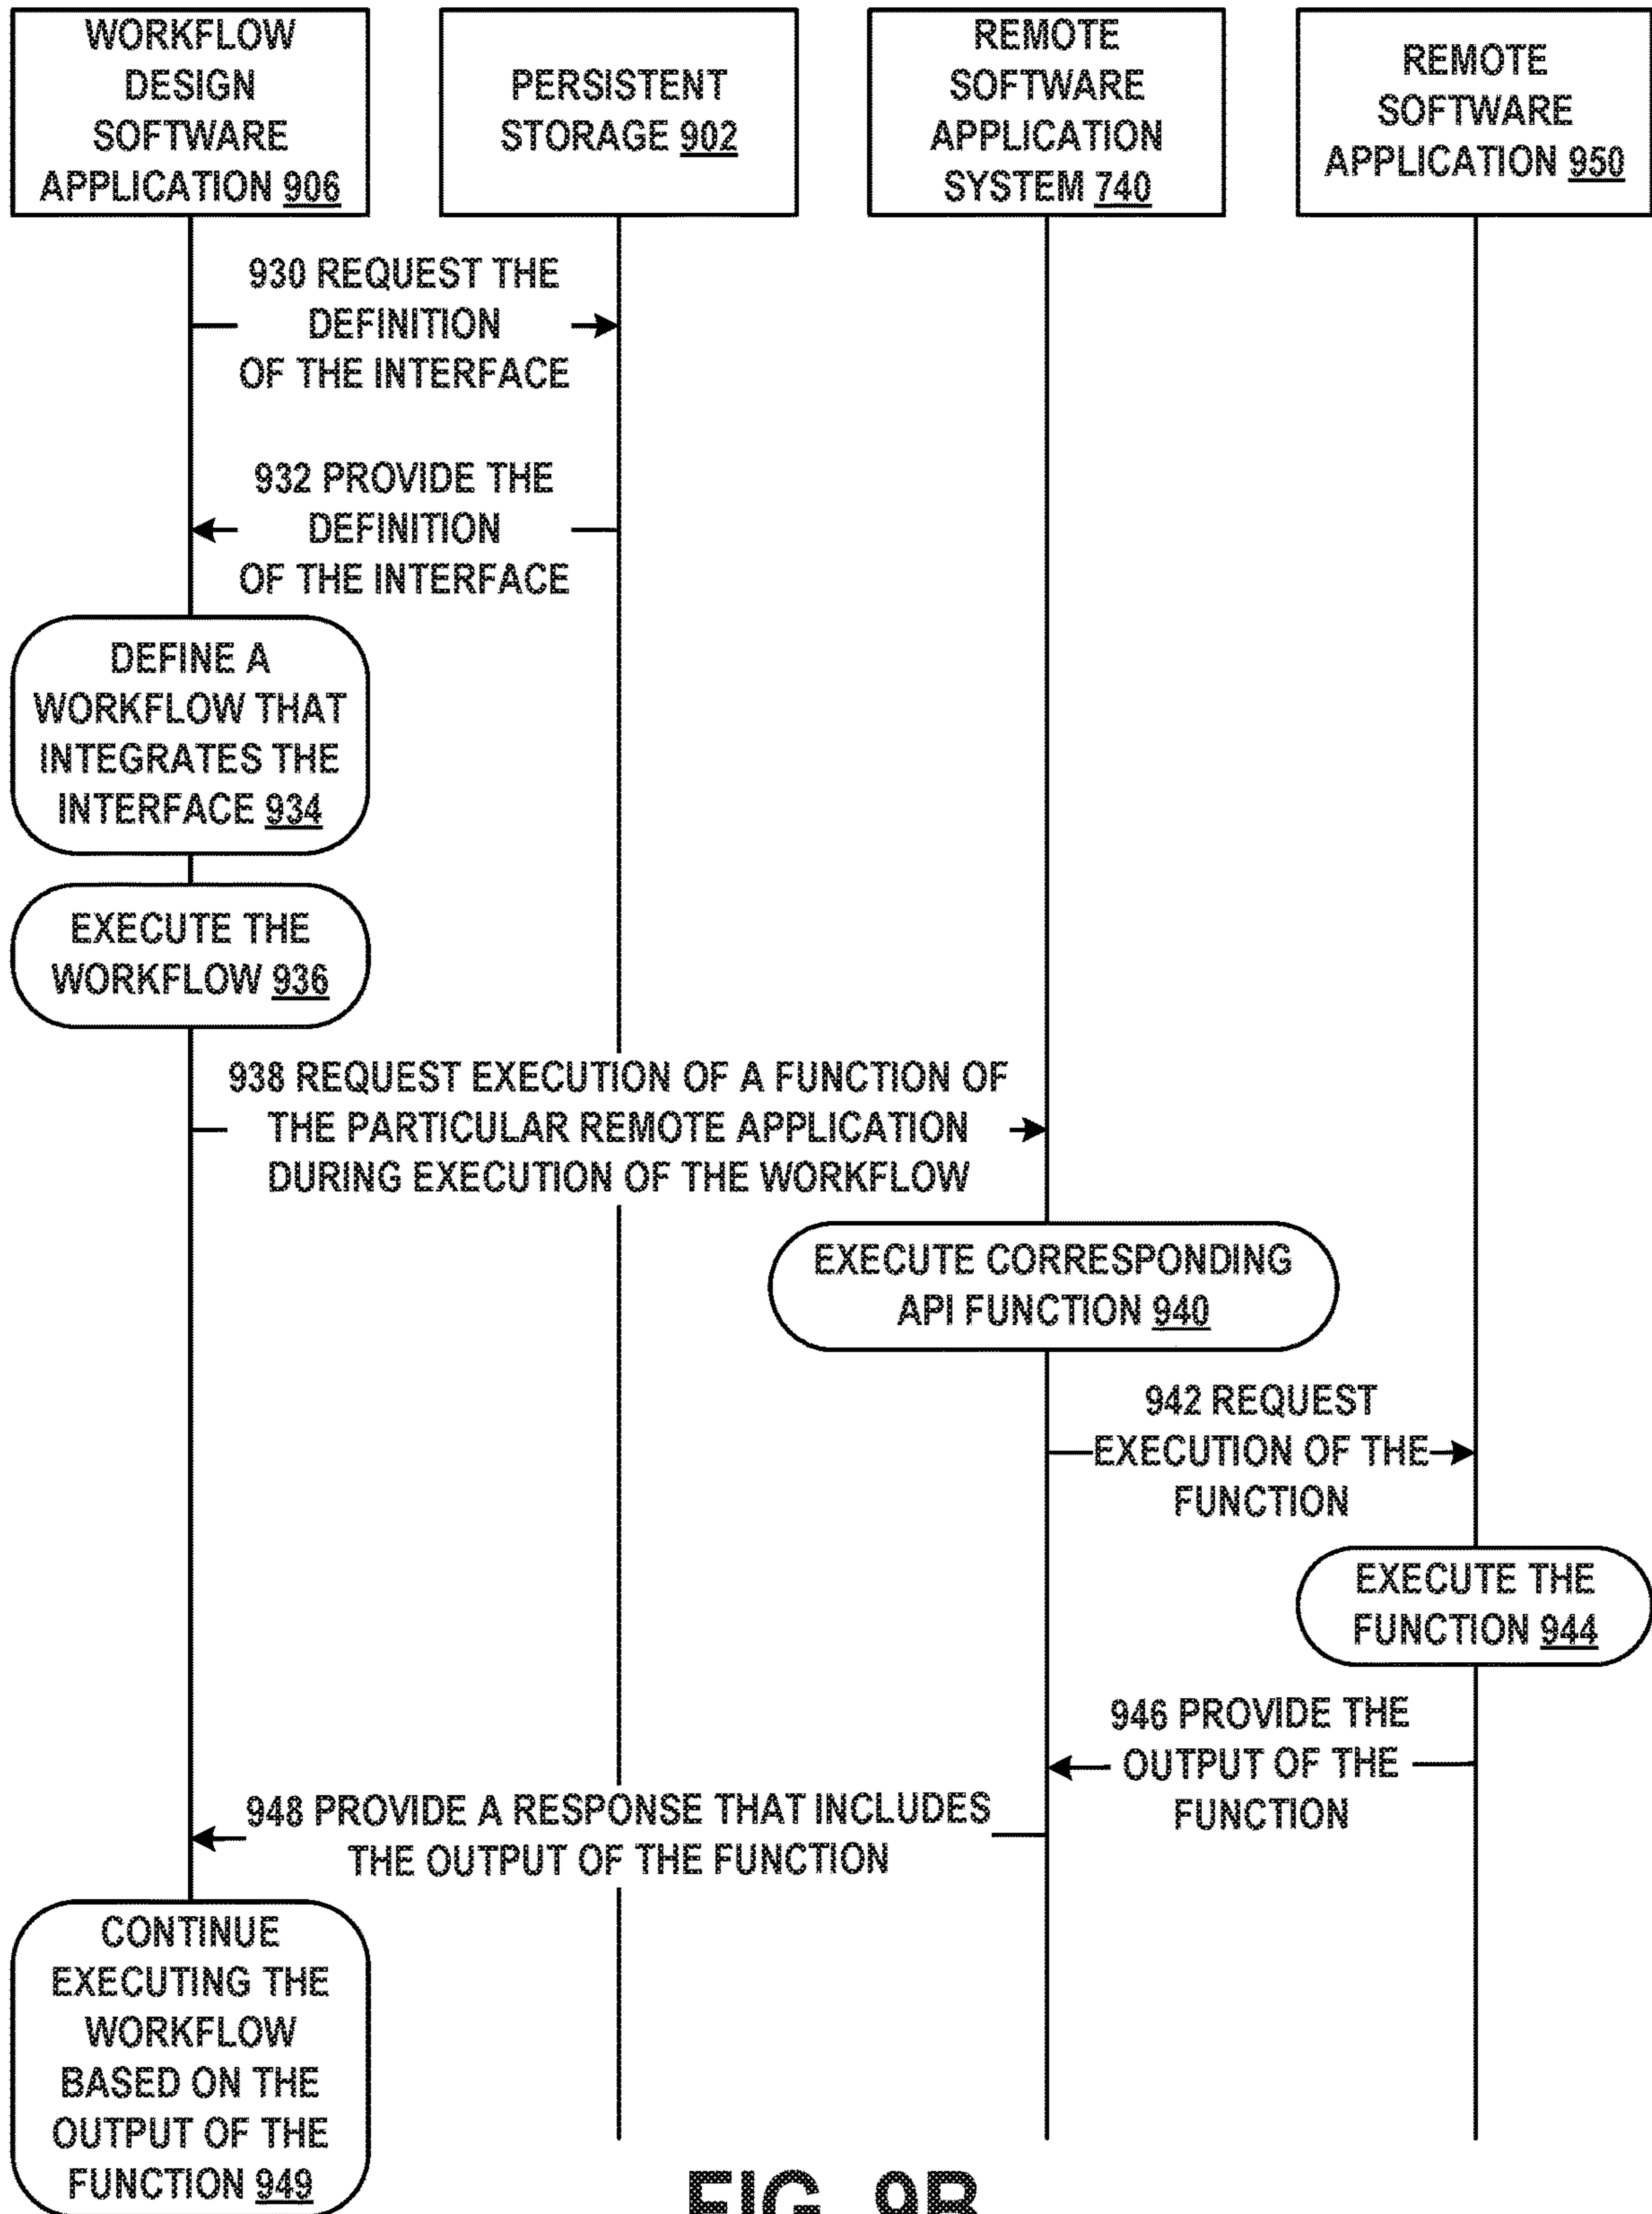 WORKFLOW
DESIGN
SOFTWARE
APPLICATION 906
PERSISTENT
STORAGE 902
REMOTE
SOFTWARE
APPLICATION
SYSTEM 740
REMOTE
SOFTWARE
APPLICATION 950
930 REQUEST THE
DEFINITION
OF THE INTERFACE
932 PROVIDE THE
DEFINITION
OF THE INTERFACE
DEFINE A
WORKFLOW THAT
INTEGRATES THE
INTERFACE 934
EXECUTE THE
WORKFLOW 936
938 REQUEST EXECUTION OF A FUNCTION OF
THE PARTICULAR REMOTE APPLICATION
DURING EXECUTION OF THE WORKFLOW
EXECUTE CORRESPONDING
API FUNCTION 940
942 REQUEST
EXECUTION OF THE
FUNCTION
EXECUTE THE
FUNCTION 944
946 PROVIDE THE
OUTPUT OF THE
FUNCTION
948 PROVIDE A RESPONSE THAT INCLUDES
THE OUTPUT OF THE FUNCTION
CONTINUE
EXECUTING THE
WORKFLOW
BASED ON THE
OUTPUT OF THE
FUNCTION 949
FIG. 9B